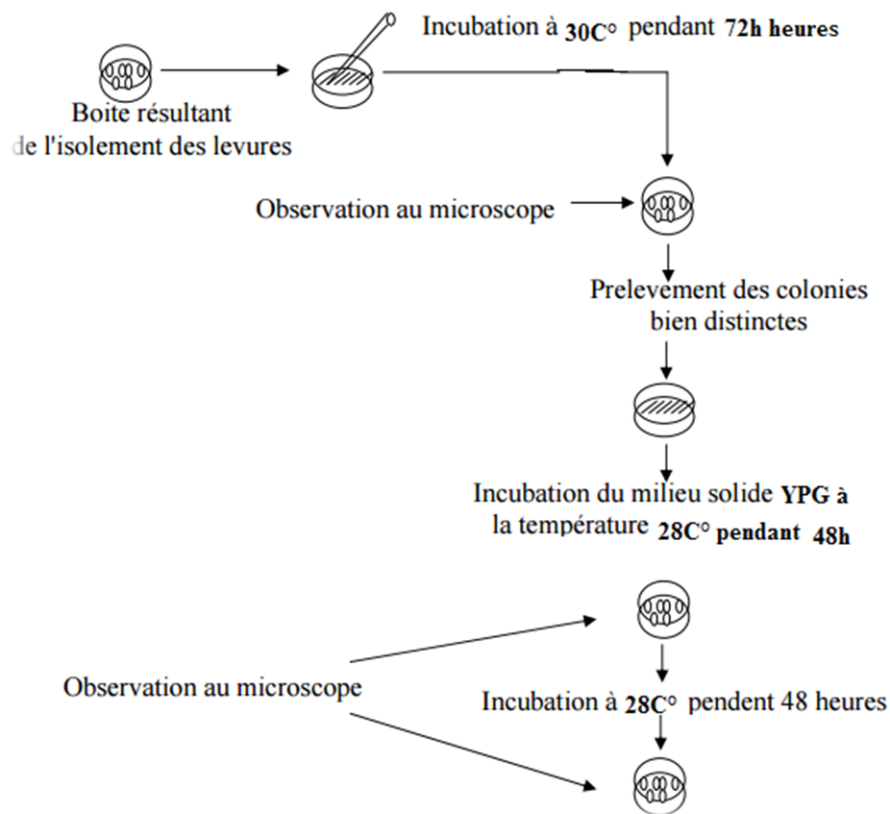 Incubation à 30C° pendant 72h heures
Boite résultant
de l'isolement des levures
Observation au microscope
Prelevement des colonies
bien distinctes
Incubation du milieu solide YPG à
la température 28C° pendant 48h
Observation au microscope
Incubation à 28C° pendent 48 heures